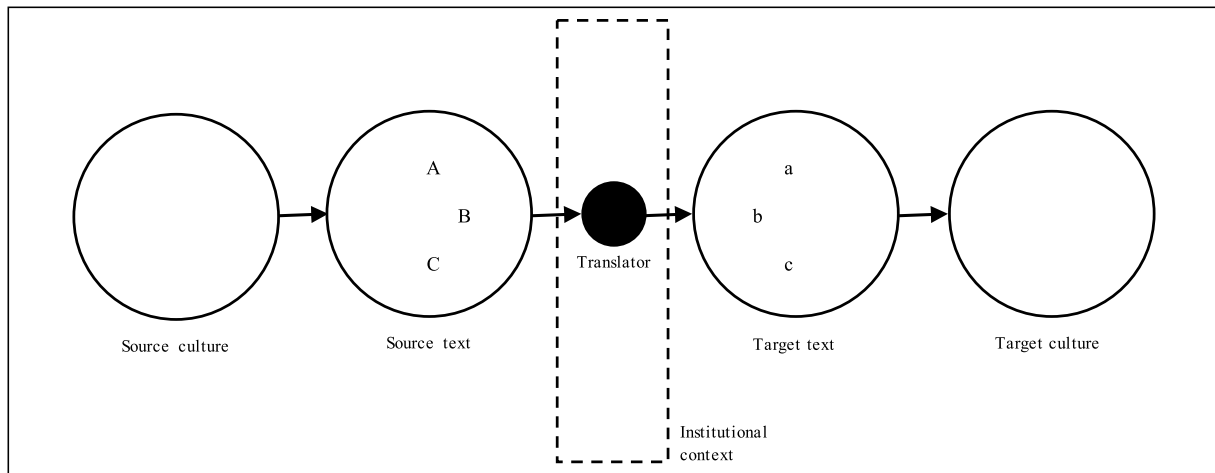 A
B
C
a
b
c
Translator
Source culture
Source text
Target text
Target culture
Institutional
context